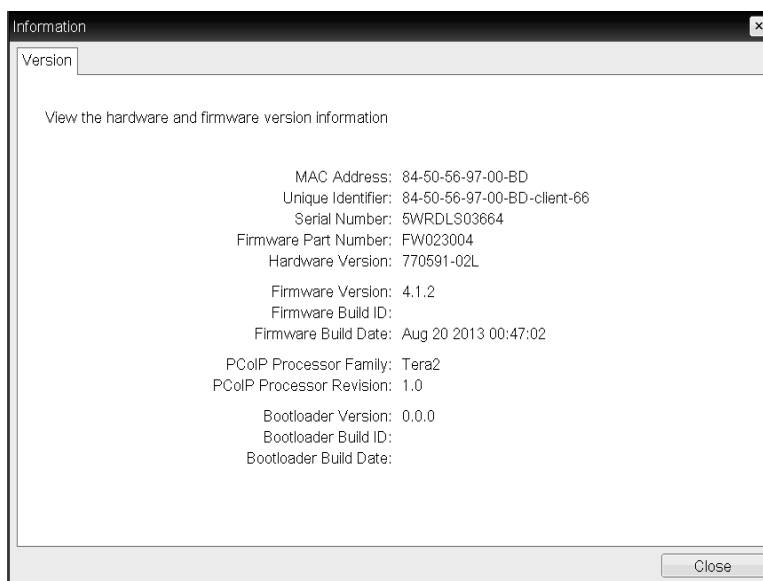 Information
Version
View the hardware and firmware version information
MAC Address: 84-50-56-97-00-BD
Unique Identifier: 84-50-56-97-00-BD-client-66
Serial Number: 5WRDLS03664
Firmware Part Number: FW023004
Hardware Version: 770591-02L
Firmware Version: 4.1.2
Firmware Build ID:
Firmware Build Date: Aug 20 2013 00:47:02
PCoIP Processor Family: Tera2
PCoIP Processor Revision: 1.0
Bootloader Version: 0.0.0
Bootloader Build ID:
Bootloader Build Date:
Close